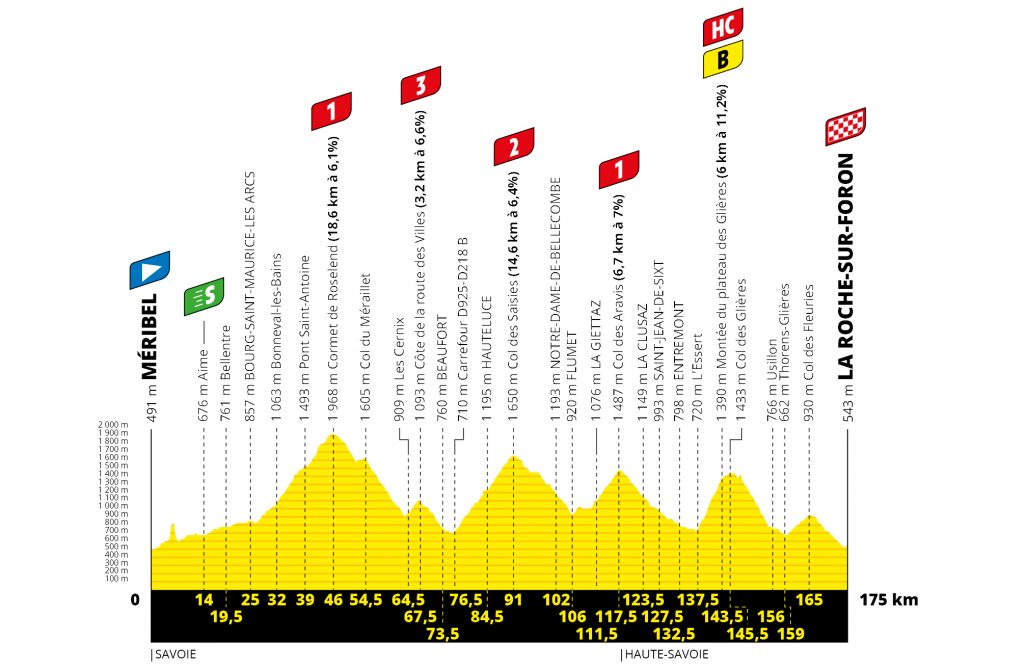 HC
B
1
3
2
1
S
491 m MÉRIBEL
676 m Aime
761 m Bellentre
857 m BOURG-SAINT-MAURICE-LES ARCS
1 063 m Bonneval-les-Bains
1 493 m Pont Saint-Antoine
1 968 m Cormet de Roselend (18,6 km à 6,1%)
1 605 m Col du Méraillet
909 m Les Cernix
1 093 m Côte de la route des Villes (3,2 km à 6,6%)
760 m BEAUFORT
710 m Carrefour D925-D218 B
1 195 m HAUTELUCE
1 650 m Col des Saisies (14,6 km à 6,4%)
1 193 m NOTRE-DAME-DE-BELLECOMBE
920 m FLUMET
1 076 m LA GIETTAZ
1 487 m Col des Aravis (6,7 km à 7%)
1 149 m LA CLUSAZ
993 m SAINT-JEAN-DE-SIXT
798 m ENTREMONT
720 m L'Essert
1 390 m Montée du plateau des Glières (6 km à 11,2%)
1 433 m Col des Glières
766 m Usillon
662 m Thorens-Glières
930 m Col des Fleuries
543 m LA ROCHE-SUR-FORON
2 000 m
1 900 m
1 800 m
1 700 m
1 600 m
1 500 m
1 400 m
1 300 m
1 200 m
1 100 m
1 000 m
900 m
800 m
700 m
600 m
500 m
400 m
300 m
200 m
100 m
0 14 25 32 39 46 54,5 64,5 76,5 91 102 123,5 137,5 165 175 km
19,5 67,5 84,5 106 117,5 127,5 143,5 156
73,5 111,5 132,5 145,5 159
SAVOIE HAUTE-SAVOIE